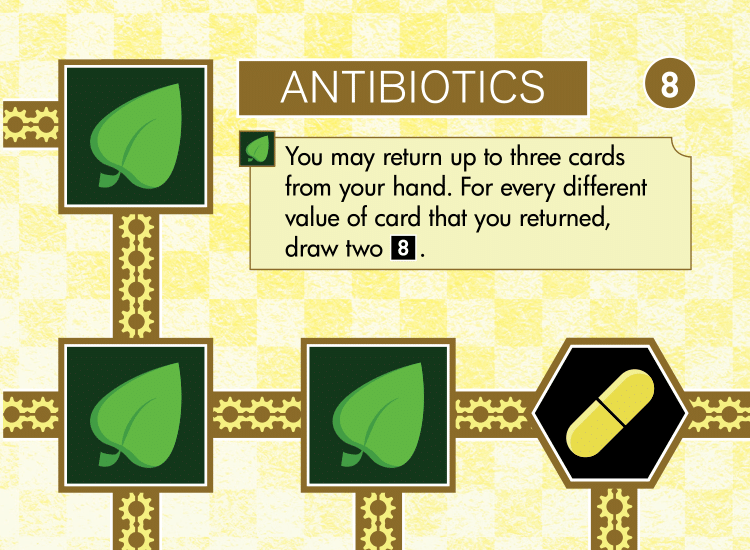 ANTIBIOTICS
8
You may return up to three cards
from your hand. For every different
value of card that you returned,
draw two 8.